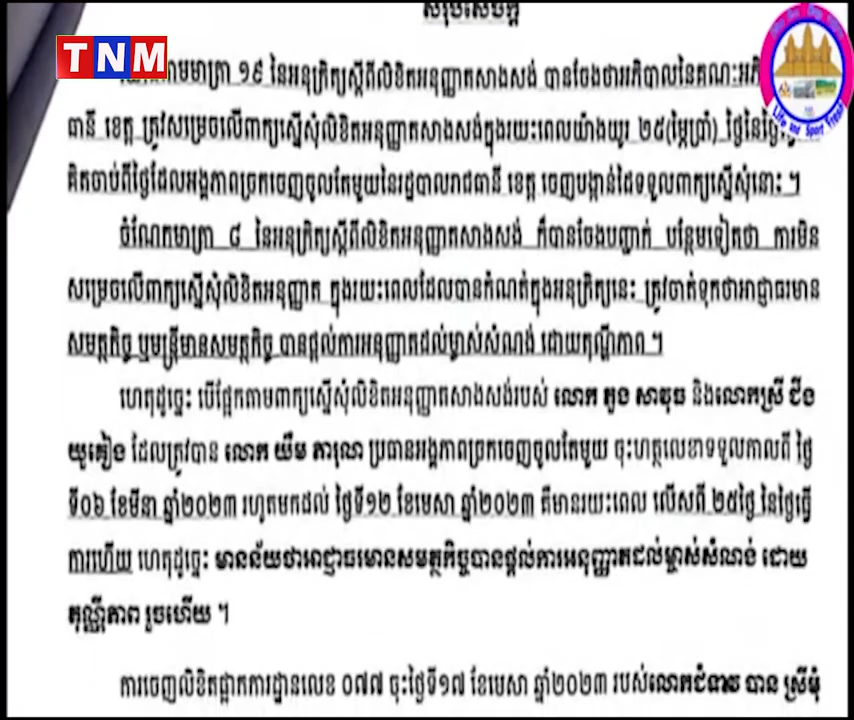 TNM
មាត្រា ១៩ នៃអនុក្រឹត្យស្តីពីលិខិតអនុញ្ញាតសាងសង់ បានចែងថាអភិបាលនៃគណៈអភិ
ធានី ខេត្ត ត្រូវសម្រេចលើពាក្យស្នើសុំលិខិតអនុញ្ញាតសាងសង់ក្នុងរយៈពេលយ៉ាងយូរ ២៥(ម្ភៃប្រាំ) ថ្ងៃនៃថ្ងៃ
គិតចាប់ពីថ្ងៃដែលអង្គភាពច្រកចេញចូលតែមួយនៃរដ្ឋបាលរាជធានី ខេត្ត ចេញបង្កាន់ដៃទទួលពាក្យស្នើសុំនោះ ។
ចំណែកមាត្រា ៨ នៃអនុក្រឹត្យស្តីពីលិខិតអនុញ្ញាតសាងសង់ ក៏បានចែងបញ្ជាក់ បន្ថែមទៀតថា ការមិន
សម្រេចលើពាក្យស្នើសុំលិខិតអនុញ្ញាត ក្នុងរយៈពេលដែលបានកំណត់ក្នុងអនុក្រឹត្យនេះ ត្រូវចាត់ទុកថាអាជ្ញាធរមាន
សមត្ថកិច្ច ឬមន្ត្រីមានសមត្ថកិច្ច បានផ្តល់ការអនុញ្ញាតដល់ម្ចាស់សំណង់ ដោយតុណ្ហីភាព ។
ហេតុដូច្នេះ បើផ្អែកតាមពាក្យស្នើសុំលិខិតអនុញ្ញាតសាងសង់របស់ លោក គួង សាពុធ និងលោកស្រី ជីង
យូគៀង ដែលត្រូវបាន លោក យឹម ភារុណ ប្រធានអង្គភាពច្រកចេញចូលតែមួយ ចុះហត្ថលេខាទទួលកាលពី ថ្ងៃ
ទី០៦ ខែមីនា ឆ្នាំ២០២៣ រហូតមកដល់ ថ្ងៃទី១២ ខែមេសា ឆ្នាំ២០២៣ គឺមានរយៈពេល លើសពី ២៥ថ្ងៃ នៃថ្ងៃធ្វើ
ការហើយ ហេតុដូច្នេះ មានន័យថាអាជ្ញាធរមានសមត្ថកិច្ចបានផ្តល់ការអនុញ្ញាតដល់ម្ចាស់សំណង់ ដោយ
តុណ្ហីភាព រួចហើយ ។
ការចេញលិខិតផ្អាកការដ្ឋានលេខ ០៧៧ ចុះថ្ងៃទី១៧ ខែមេសា ឆ្នាំ២០២៣ របស់លោកជំទាវ បាន ស្រីមុំ
Life and Sport Fresh